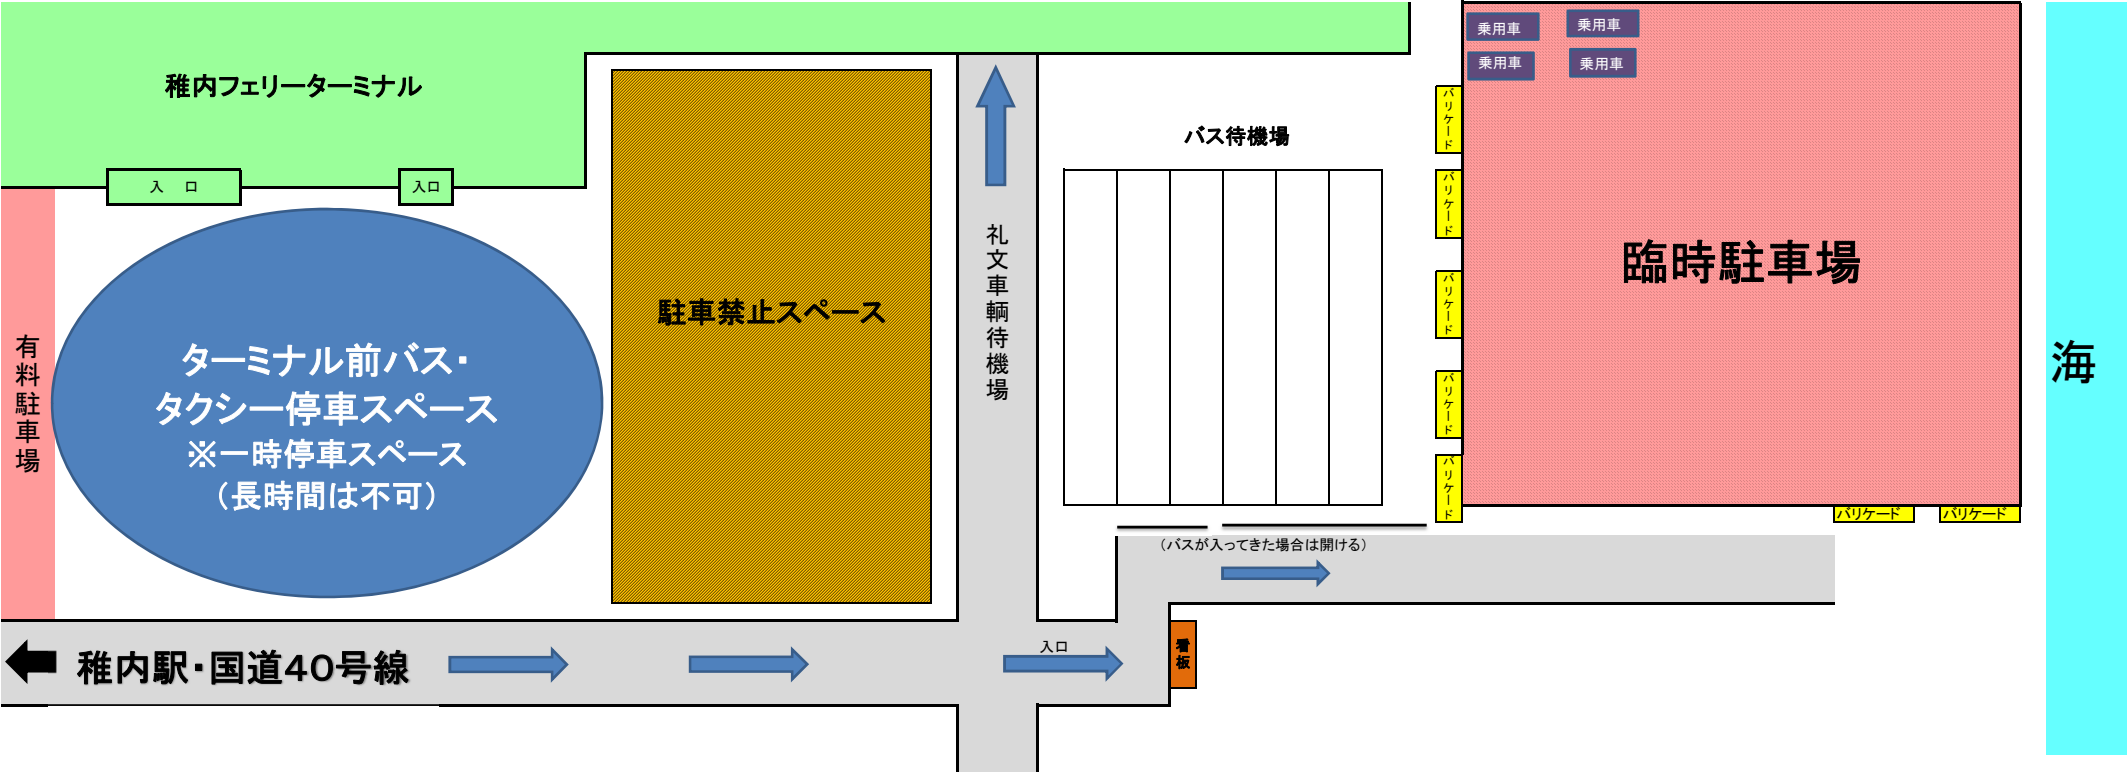 稚内フェリーターミナル
入　口
入口
有料駐車場
ターミナル前バス・
タクシー停車スペース
※一時停車スペース
（長時間は不可）
駐車禁止スペース
礼文車輌待機場
バス待機場
乗用車
乗用車
乗用車
乗用車
バリケード
バリケード
バリケード
バリケード
バリケード
臨時駐車場
海
バリケード
バリケード
（バスが入ってきた場合は開ける）
稚内駅・国道４０号線
入口
看板